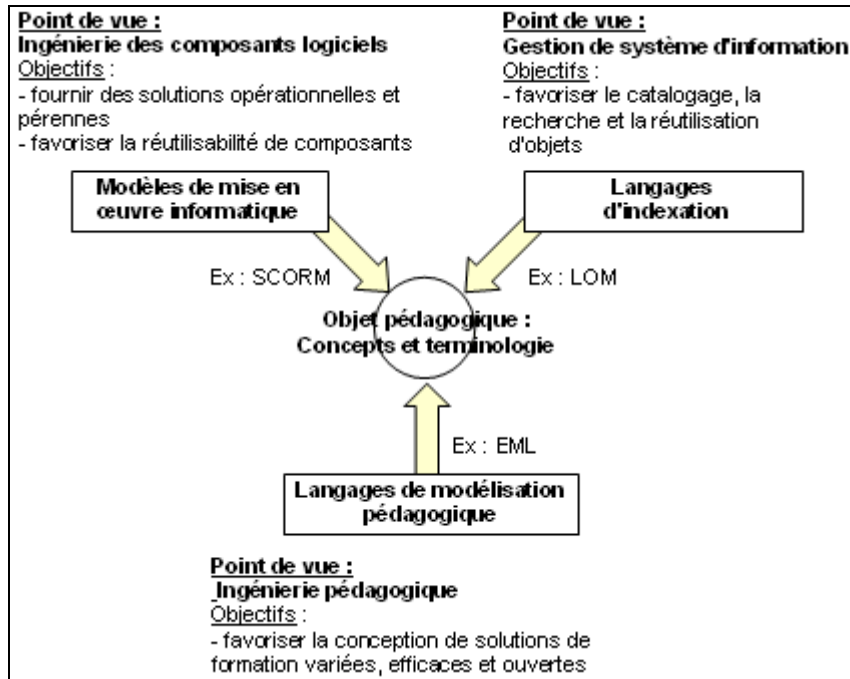 Point de vue :
Ingénierie des composants logiciels
Objectifs :
- fournir des solutions opérationnelles et
pérennes
- favoriser la réutilisabilité de composants
Point de vue :
Gestion de système d'information
Objectifs :
- favoriser le catalogage, la
recherche et la réutilisation
d'objets
Modèles de mise en
œuvre informatique
Langages
d'indexation
Ex : SCORM
Ex : LOM
Objet pédagogique :
Concepts et terminologie
Ex : EML
Langages de modélisation
pédagogique
Point de vue :
Ingénierie pédagogique
Objectifs :
- favoriser la conception de solutions de
formation variées, efficaces et ouvertes